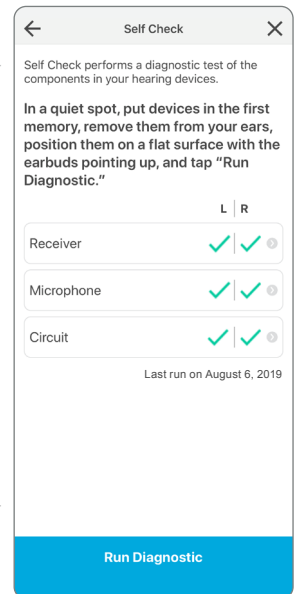 Self Check
Self Check performs a diagnostic test of the
components in your hearing devices.
In a quiet spot, put devices in the first
memory, remove them from your ears,
position them on a flat surface with the
earbuds pointing up, and tap “Run
Diagnostic.”
L R
Receiver
Microphone
Circuit
Last run on August 6, 2019
Run Diagnostic